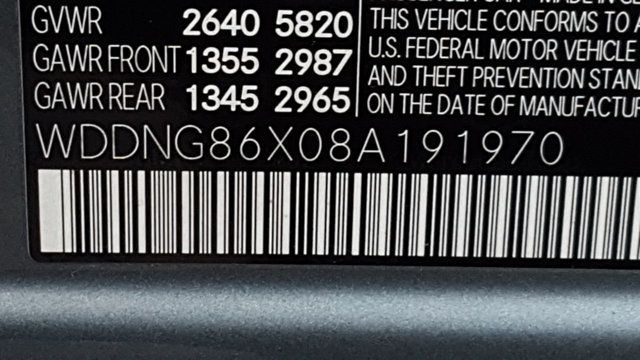 GVWR 2640 5820
GAWR FRONT 1355 2987
GAWR REAR 1345 2965
THIS VEHICLE CONFORMS TO
U.S. FEDERAL MOTOR VEHICLE
AND THEFT PREVENTION STAN
ON THE DATE OF MANUFACTUR
WDDNG86X08A191970